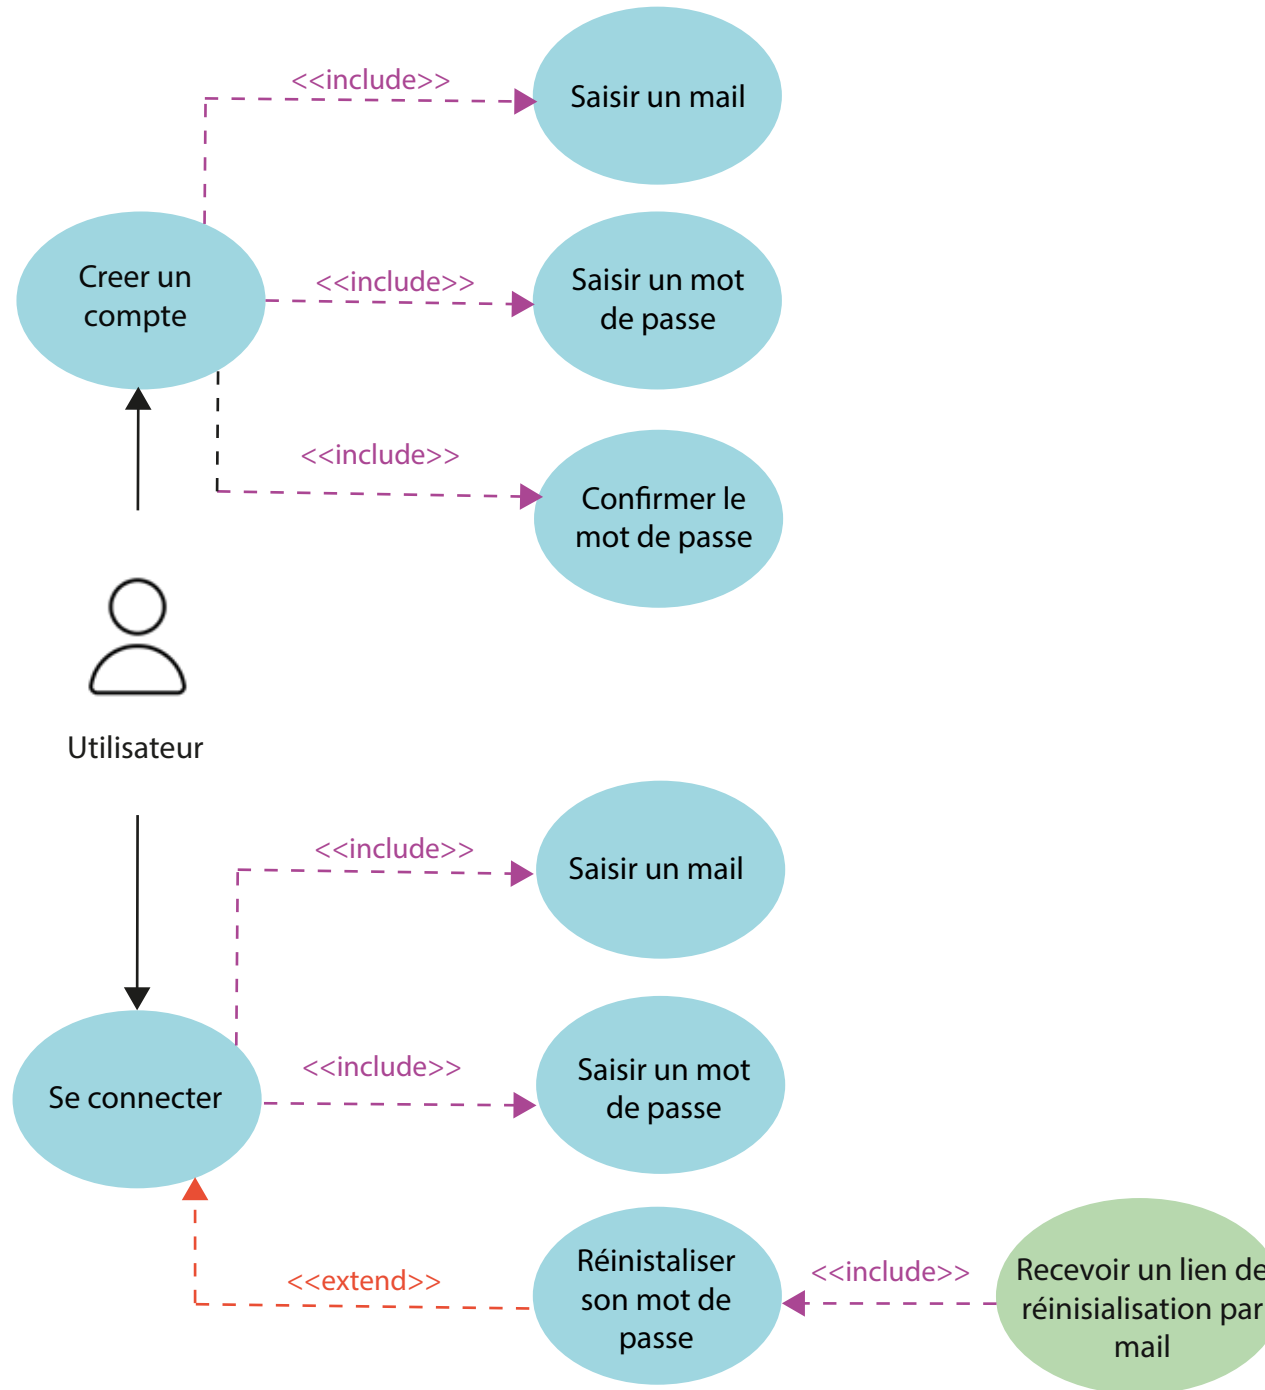 <<include>>
Saisir un mail
Creer un
compte
<<include>>
Saisir un mot
de passe
<<include>>
Confirmer le
mot de passe
Utilisateur
<<include>>
Saisir un mail
Se connecter
<<include>>
Saisir un mot
de passe
<<extend>>
Réinistaliser
son mot de
passe
<<include>>
Recevoir un lien de
réinisialisation par
mail